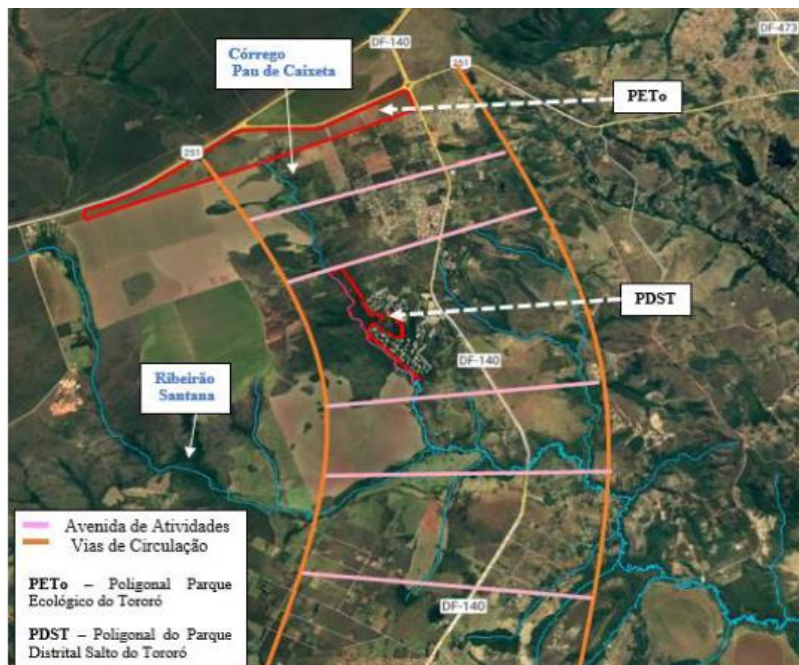 DF-473
Córrego
Pau de Caixeta
DF-140
251
PETo
251
PDST
DF-140
Ribeirão
Santana
Avenida de Atividades
Vias de Circulação
PETo – Poligonal Parque
Ecológico do Tororó
DF-140
PDST – Poligonal do Parque
Distrital Salto do Tororó